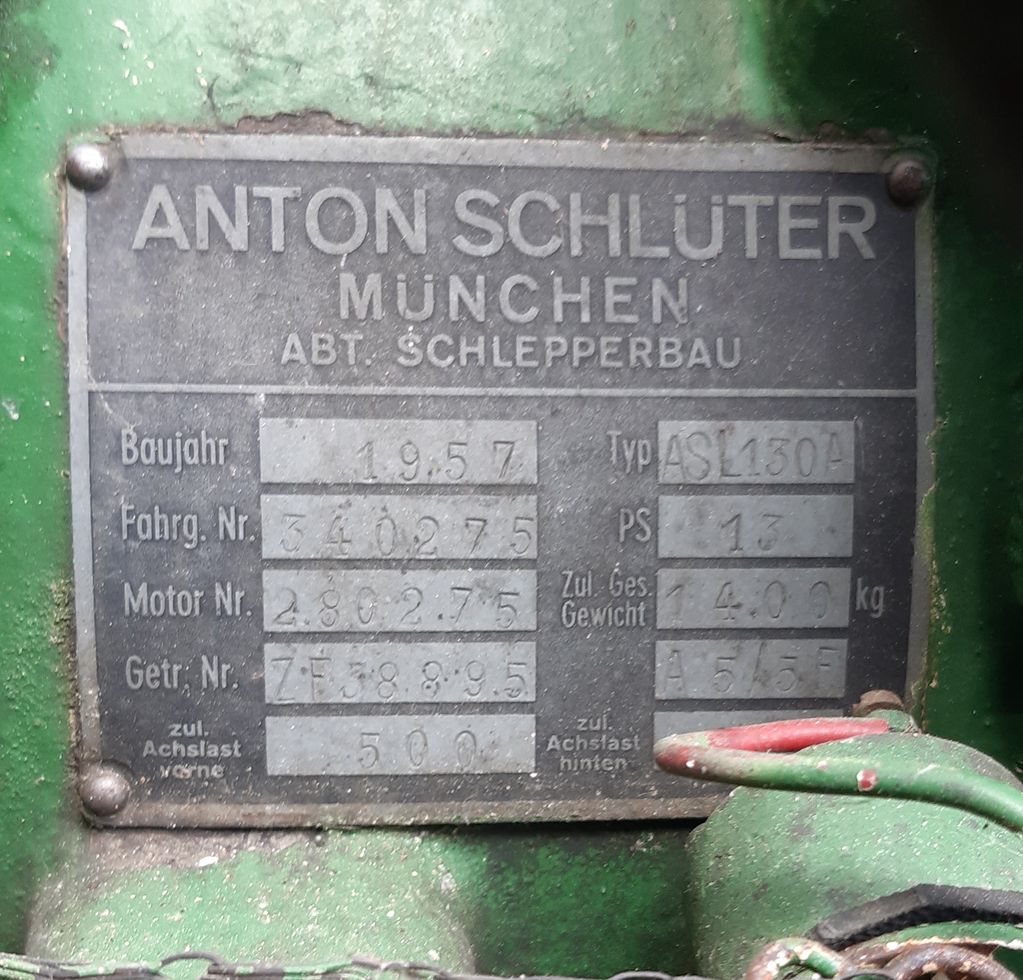 ANTON SCHLÜTER
MÜNCHEN
ABT. SCHLEPPERBAU
Baujahr 1957 Typ ASL130A
Fahrg. Nr. 340275 PS 13
Motor Nr. 280275 Zul. Ges. Gewicht 1400 kg
Getr. Nr. ZF38895 A 5/5F
zul. Achslast vorne 500 zul. Achslast hinten